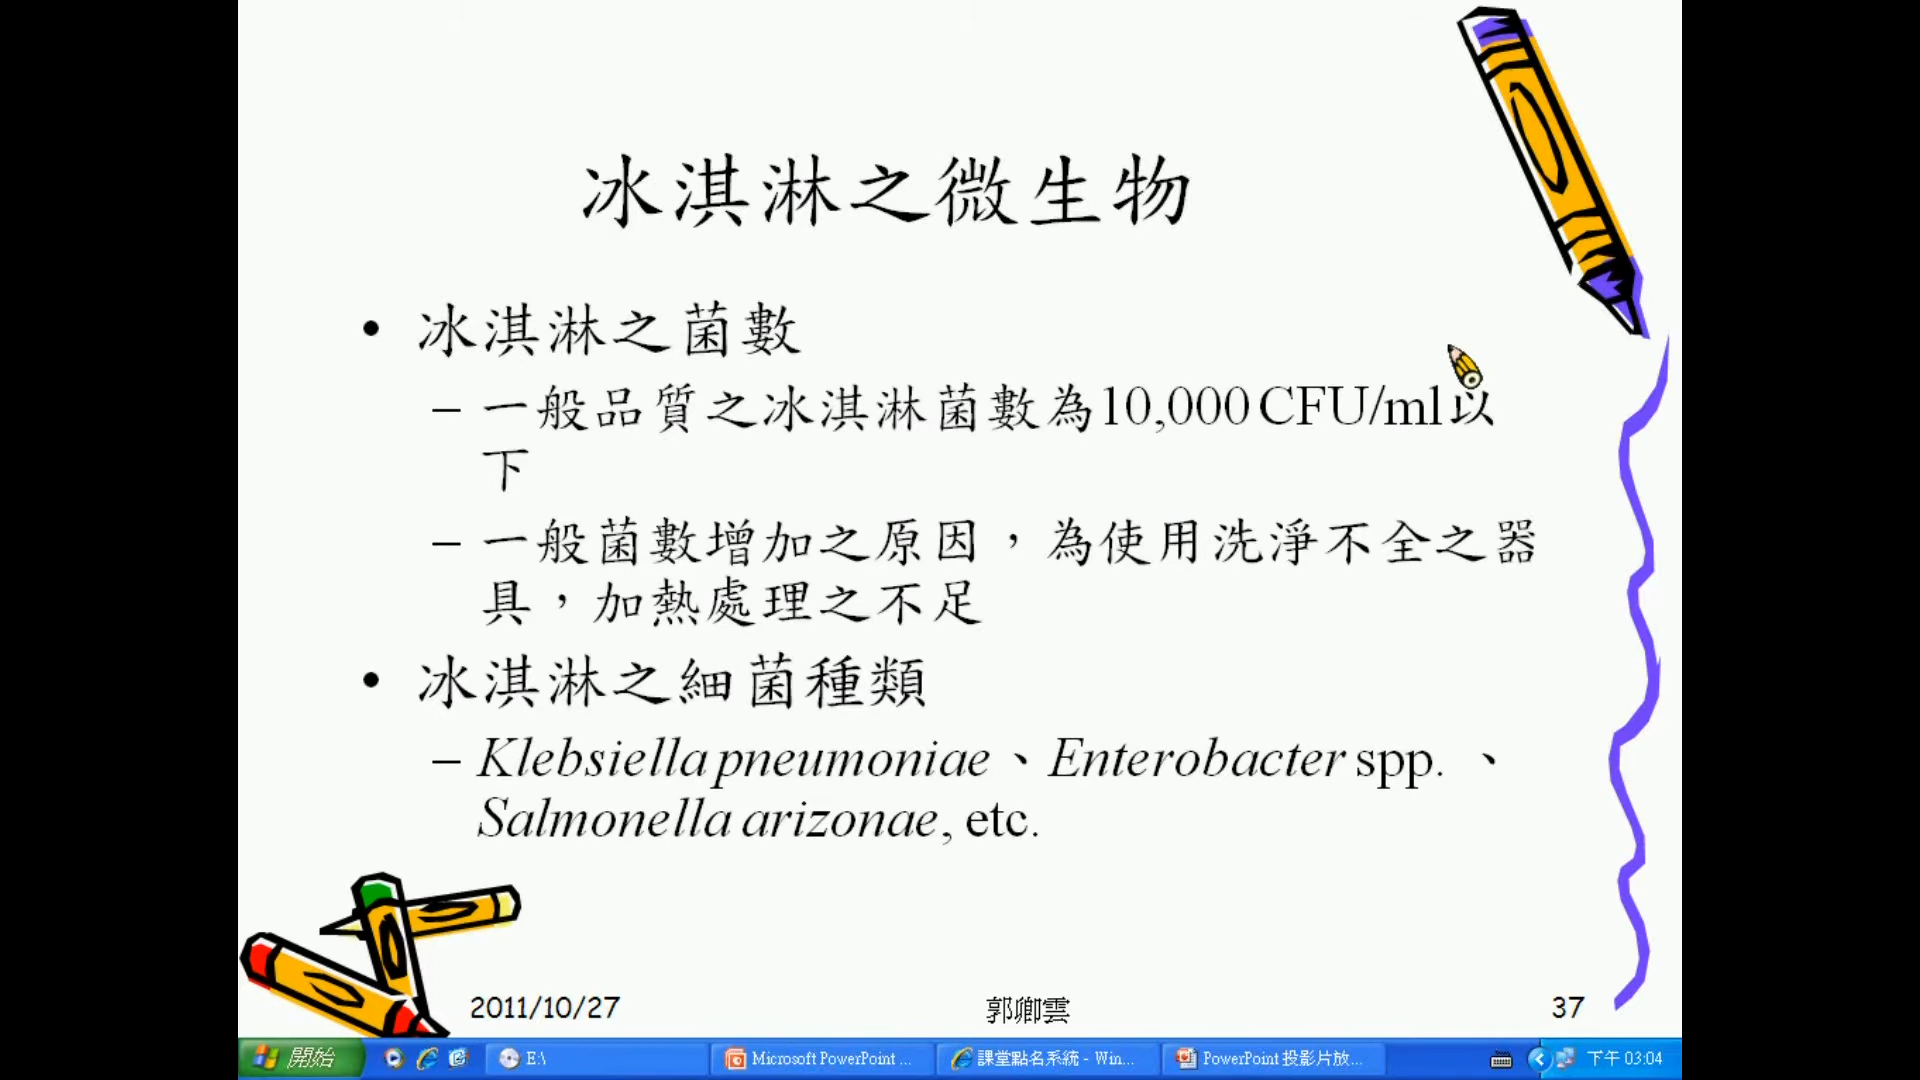 冰淇淋之微生物
• 冰淇淋之菌數
– 一般品質之冰淇淋菌數為10,000 CFU/ml以
下
– 一般菌數增加之原因，為使用洗淨不全之器
具，加熱處理之不足
• 冰淇淋之細菌種類
– Klebsiella pneumoniae、Enterobacter spp. 、
Salmonella arizonae, etc.
2011/10/27 郭卿雲 37
開始 E:\ Microsoft PowerPoint ... 課堂點名系統 - Win... PowerPoint 投影片放... 下午 03:04